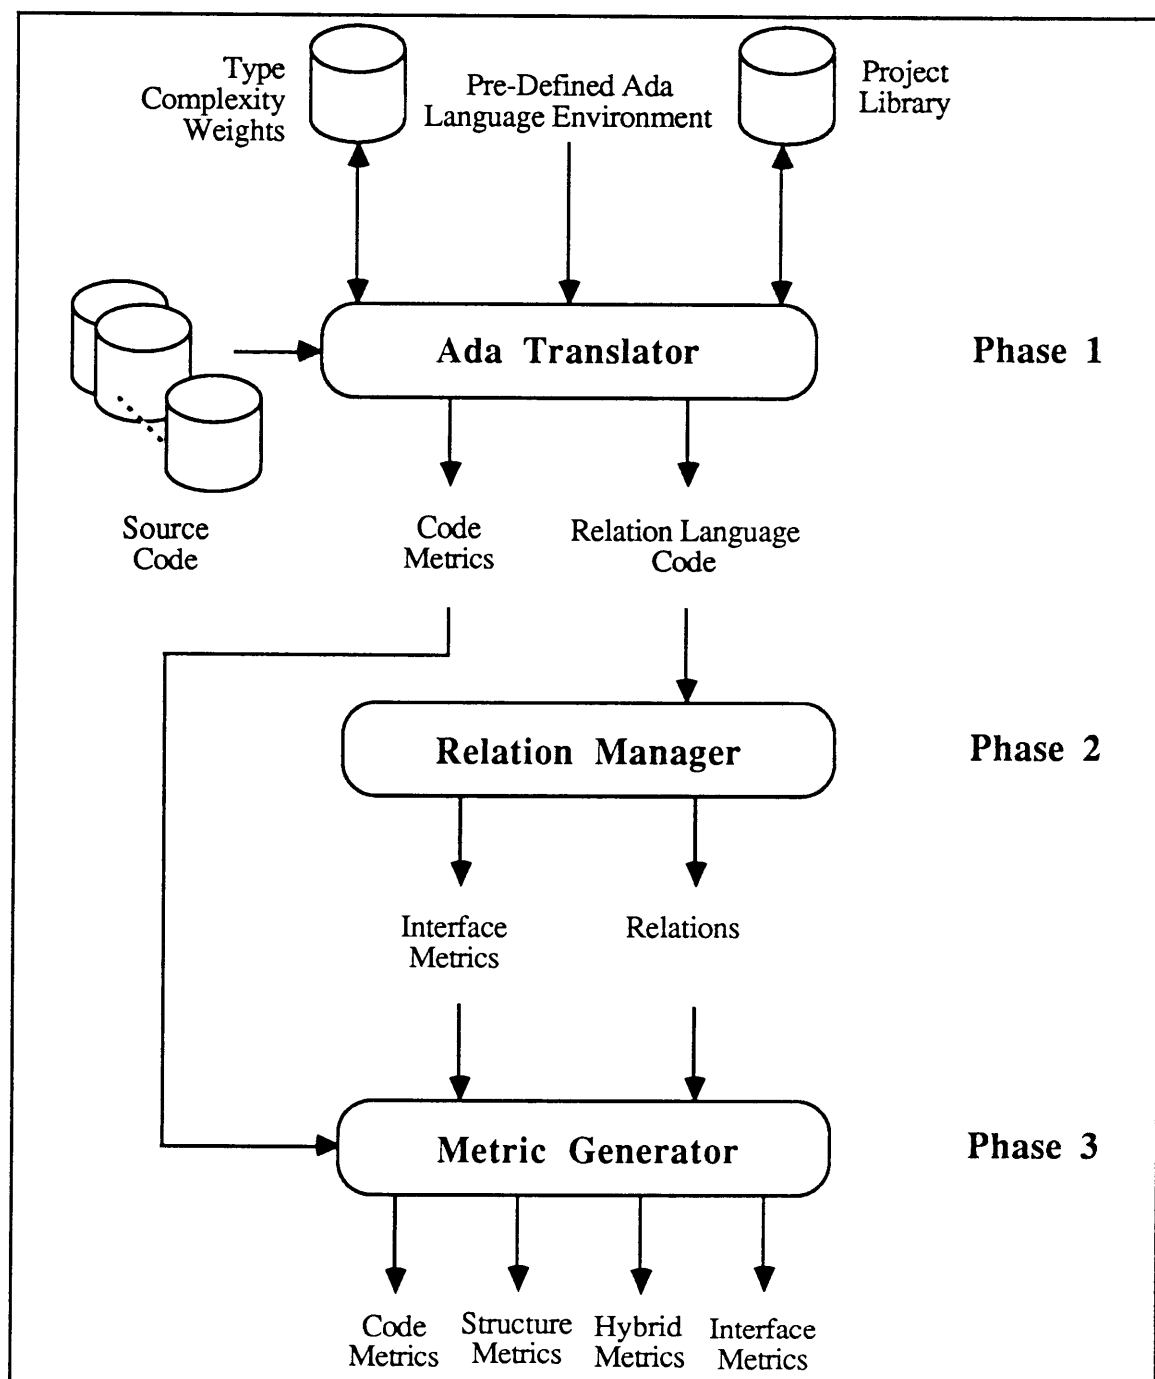 Type
Complexity
Weights
Pre-Defined Ada
Language Environment
Project
Library
Ada Translator
Phase 1
Source
Code
Code
Metrics
Relation Language
Code
Relation Manager
Phase 2
Interface
Metrics
Relations
Metric Generator
Phase 3
Code
Metrics
Structure
Metrics
Hybrid
Metrics
Interface
Metrics